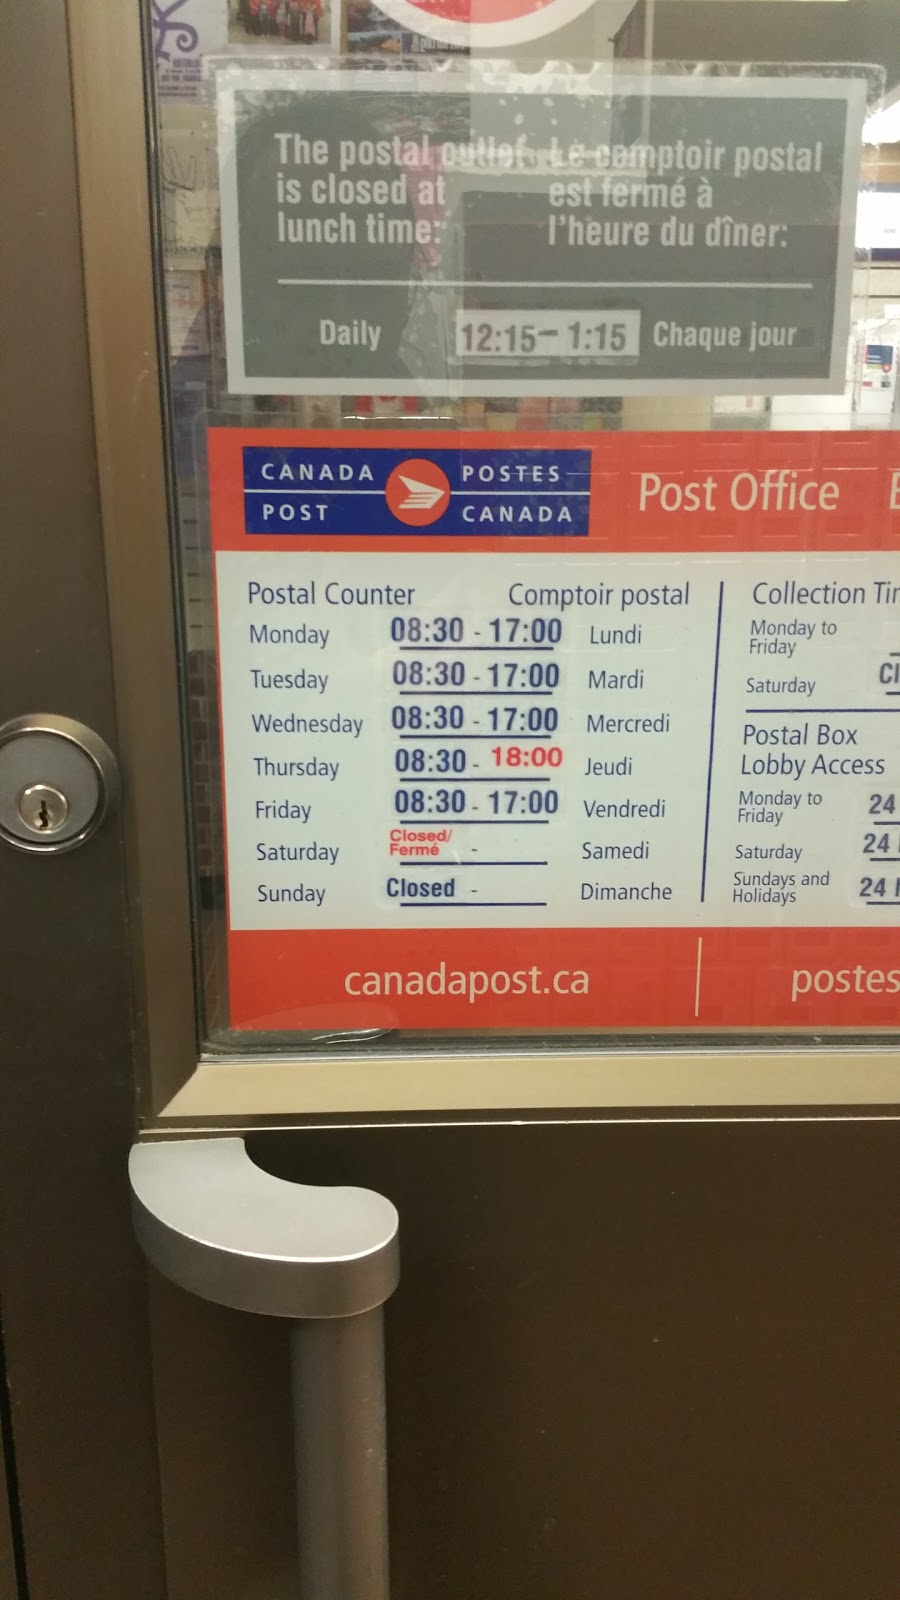 The postal outlet
is closed at
lunch time:
Le comptoir postal
est fermé à
l'heure du dîner:
Daily 12:15 - 1:15 Chaque jour
CANADA POST
POSTES CANADA
Post Office
Postal Counter Comptoir postal
Monday 08:30 - 17:00 Lundi
Tuesday 08:30 - 17:00 Mardi
Wednesday 08:30 - 17:00 Mercredi
Thursday 08:30 - 18:00 Jeudi
Friday 08:30 - 17:00 Vendredi
Saturday Closed/ Fermé - Samedi
Sunday Closed - Dimanche
Collection
Monday to
Friday
Saturday
Postal Box
Lobby Access
Monday to
Friday 24
Saturday 24
Sundays and
Holidays 24
canadapost.ca
postes